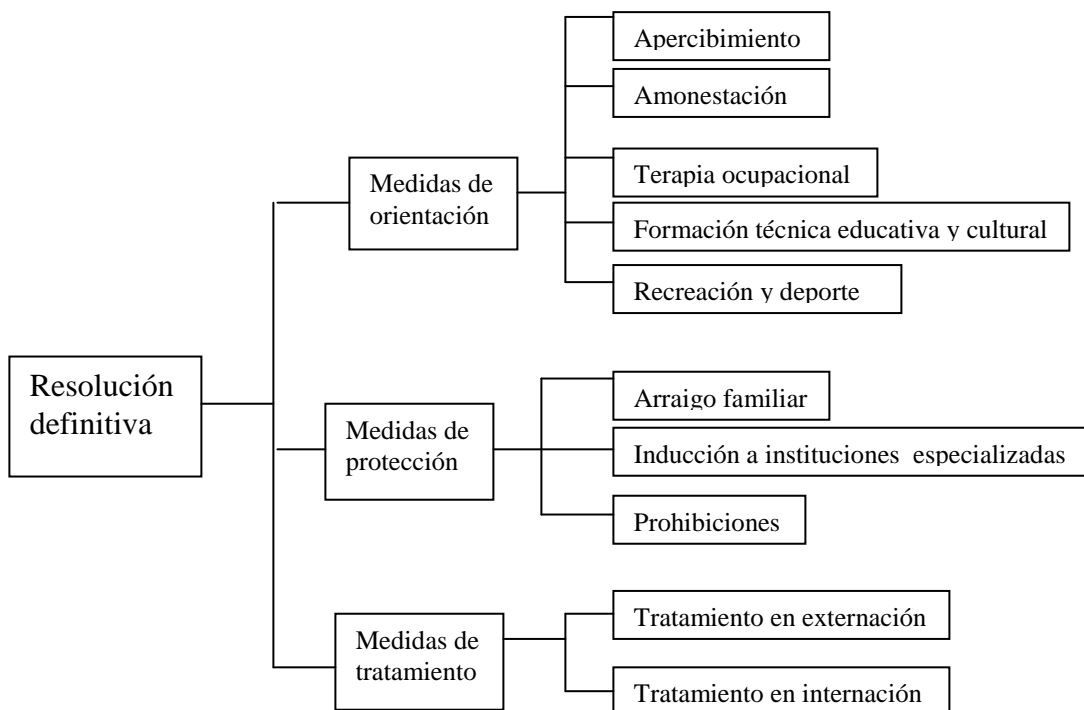 Resolución
definitiva
Medidas de
orientación
Apercibimiento
Amonestación
Terapia ocupacional
Formación técnica educativa y cultural
Recreación y deporte
Medidas de
protección
Arraigo familiar
Inducción a instituciones especializadas
Prohibiciones
Medidas de
tratamiento
Tratamiento en externación
Tratamiento en internación